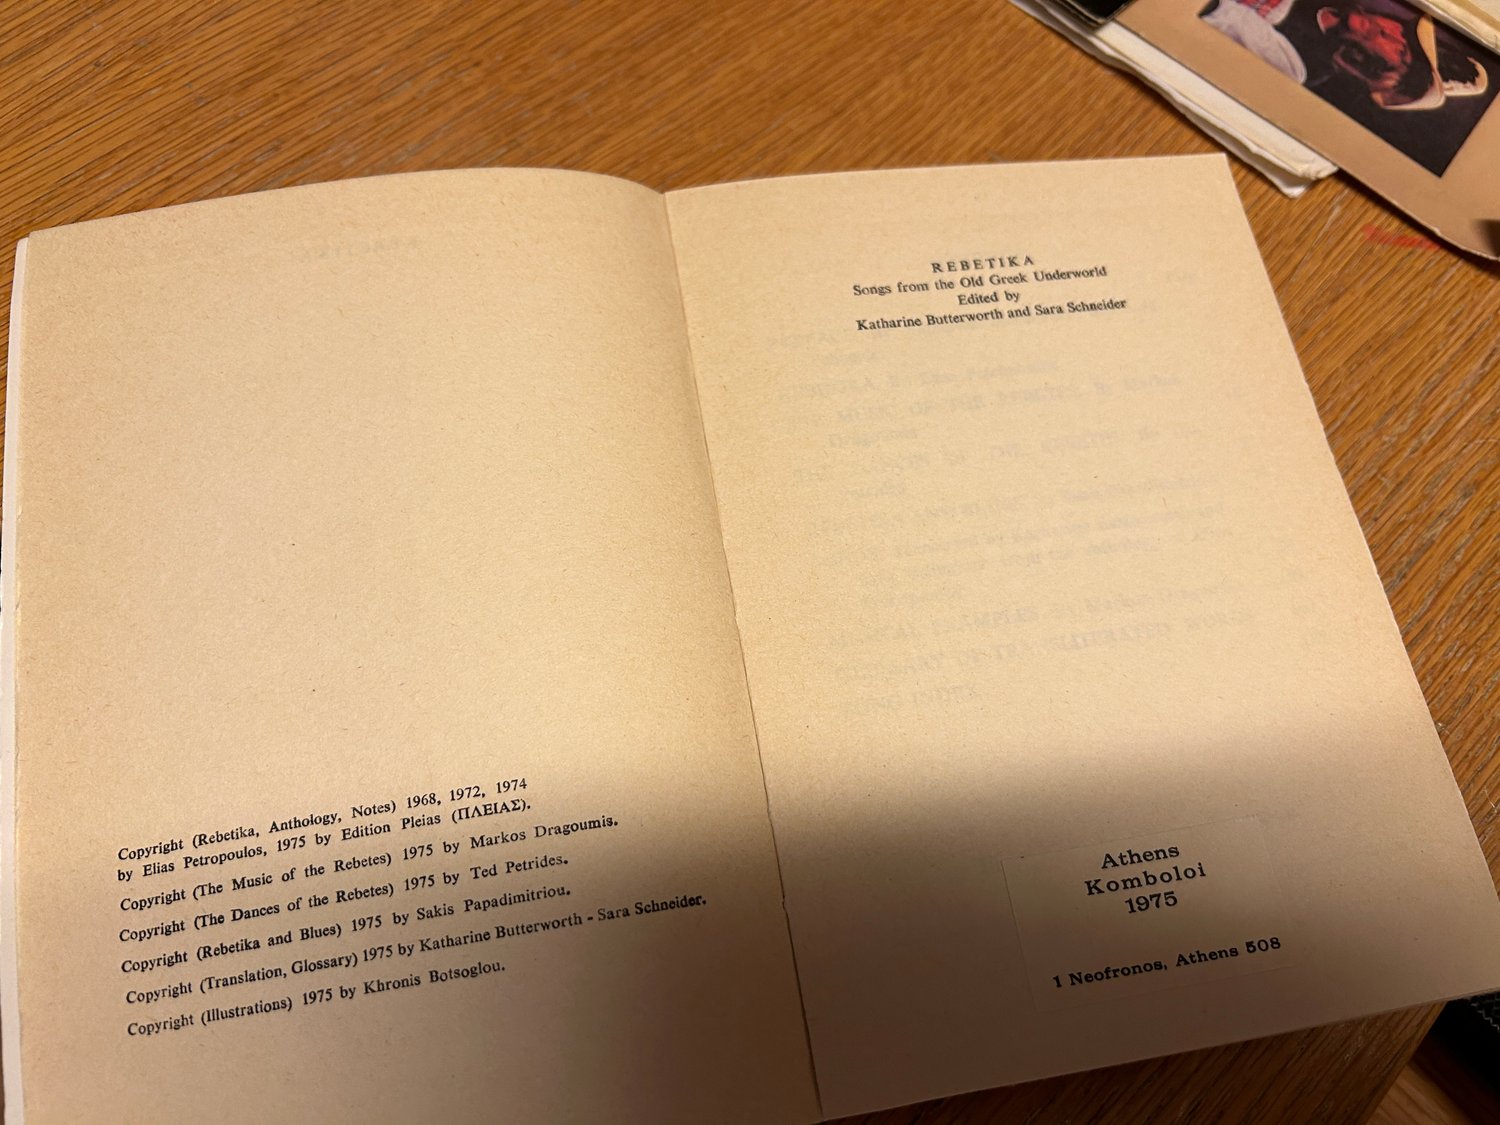 Copyright (Rebetika, Anthology, Notes) 1968, 1972, 1974
by Elias Petropoulos, 1975 by Edition Pleias (ΠΛΕΙΑΣ).
Copyright (The Music of the Rebetes) 1975 by Markos Dragoumis.
Copyright (The Dances of the Rebetes) 1975 by Ted Petrides.
Copyright (Rebetika and Blues) 1975 by Sakis Papadimitriou.
Copyright (Translation, Glossary) 1975 by Katharine Butterworth - Sara Schneider.
Copyright (Illustrations) 1975 by Khronis Botsoglou.
REBETIKA
Songs from the Old Greek Underworld
Edited by
Katharine Butterworth and Sara Schneider
Athens
Komboloi
1975
1 Neofronos, Athens 508